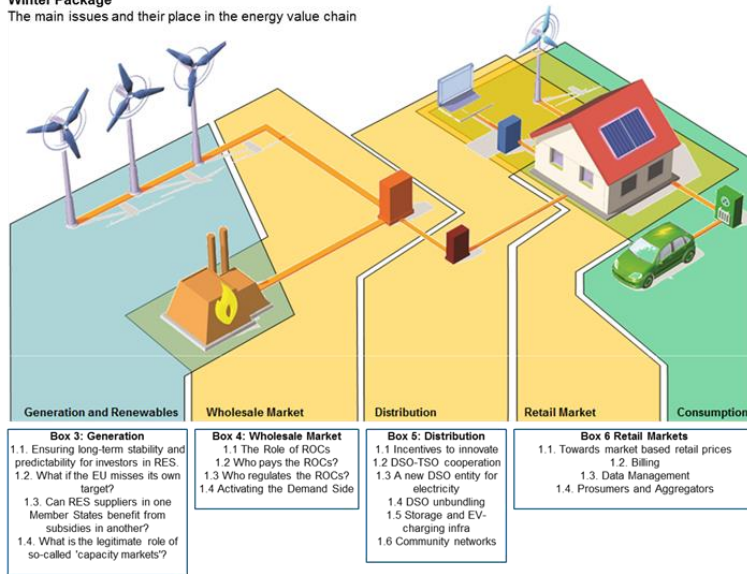 Winter Package
The main issues and their place in the energy value chain
Generation and Renewables
Wholesale Market
Distribution
Retail Market
Consumption
Box 3: Generation
1.1. Ensuring long-term stability and
predictability for investors in RES.
1.2. What if the EU misses its own
target?
1.3. Can RES suppliers in one
Member States benefit from
subsidies in another?
1.4. What is the legitimate role of
so-called 'capacity markets'?
Box 4: Wholesale Market
1.1 The Role of ROCs
1.2 Who pays the ROCs?
1.3 Who regulates the ROCs?
1.4 Activating the Demand Side
Box 5: Distribution
1.1 Incentives to innovate
1.2 DSO-TSO cooperation
1.3 A new DSO entity for
electricity
1.4 DSO unbundling
1.5 Storage and EV-
charging infra
1.6 Community networks
Box 6 Retail Markets
1.1. Towards market based retail prices
1.2. Billing
1.3. Data Management
1.4. Prosumers and Aggregators